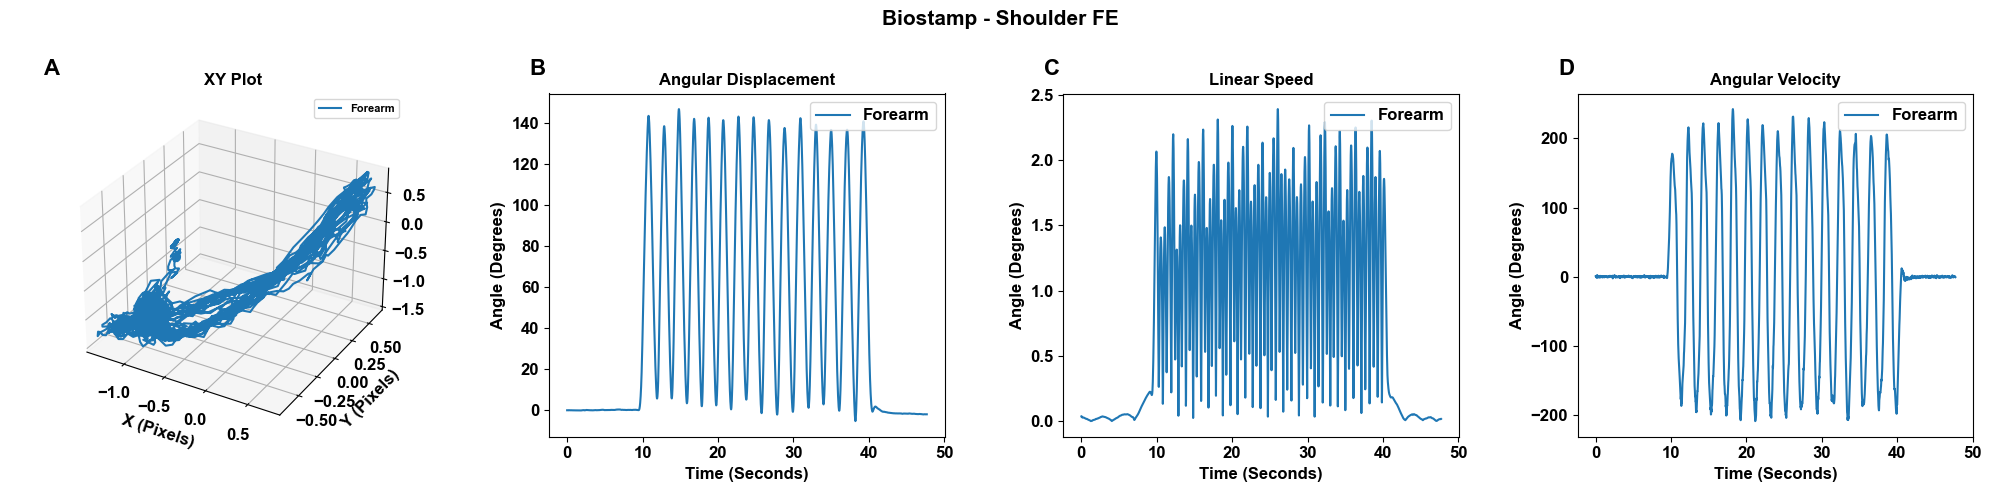 Biostamp - Shoulder FE
A
XY Plot
Forearm
0.5
0.0
−0.5
−1.0
−1.5
0.50
0.25
0.00
−0.25
−0.50
Y (Pixels)
−1.0
−0.5
0.0
0.5
X (Pixels)
B
Angular Displacement
Forearm
Angle (Degrees)
140
120
100
80
60
40
20
0
0 10 20 30 40 50
Time (Seconds)
C
Linear Speed
Forearm
Angle (Degrees)
2.5
2.0
1.5
1.0
0.5
0.0
0 10 20 30 40 50
Time (Seconds)
D
Angular Velocity
Forearm
Angle (Degrees)
200
100
0
−100
−200
0 10 20 30 40 50
Time (Seconds)